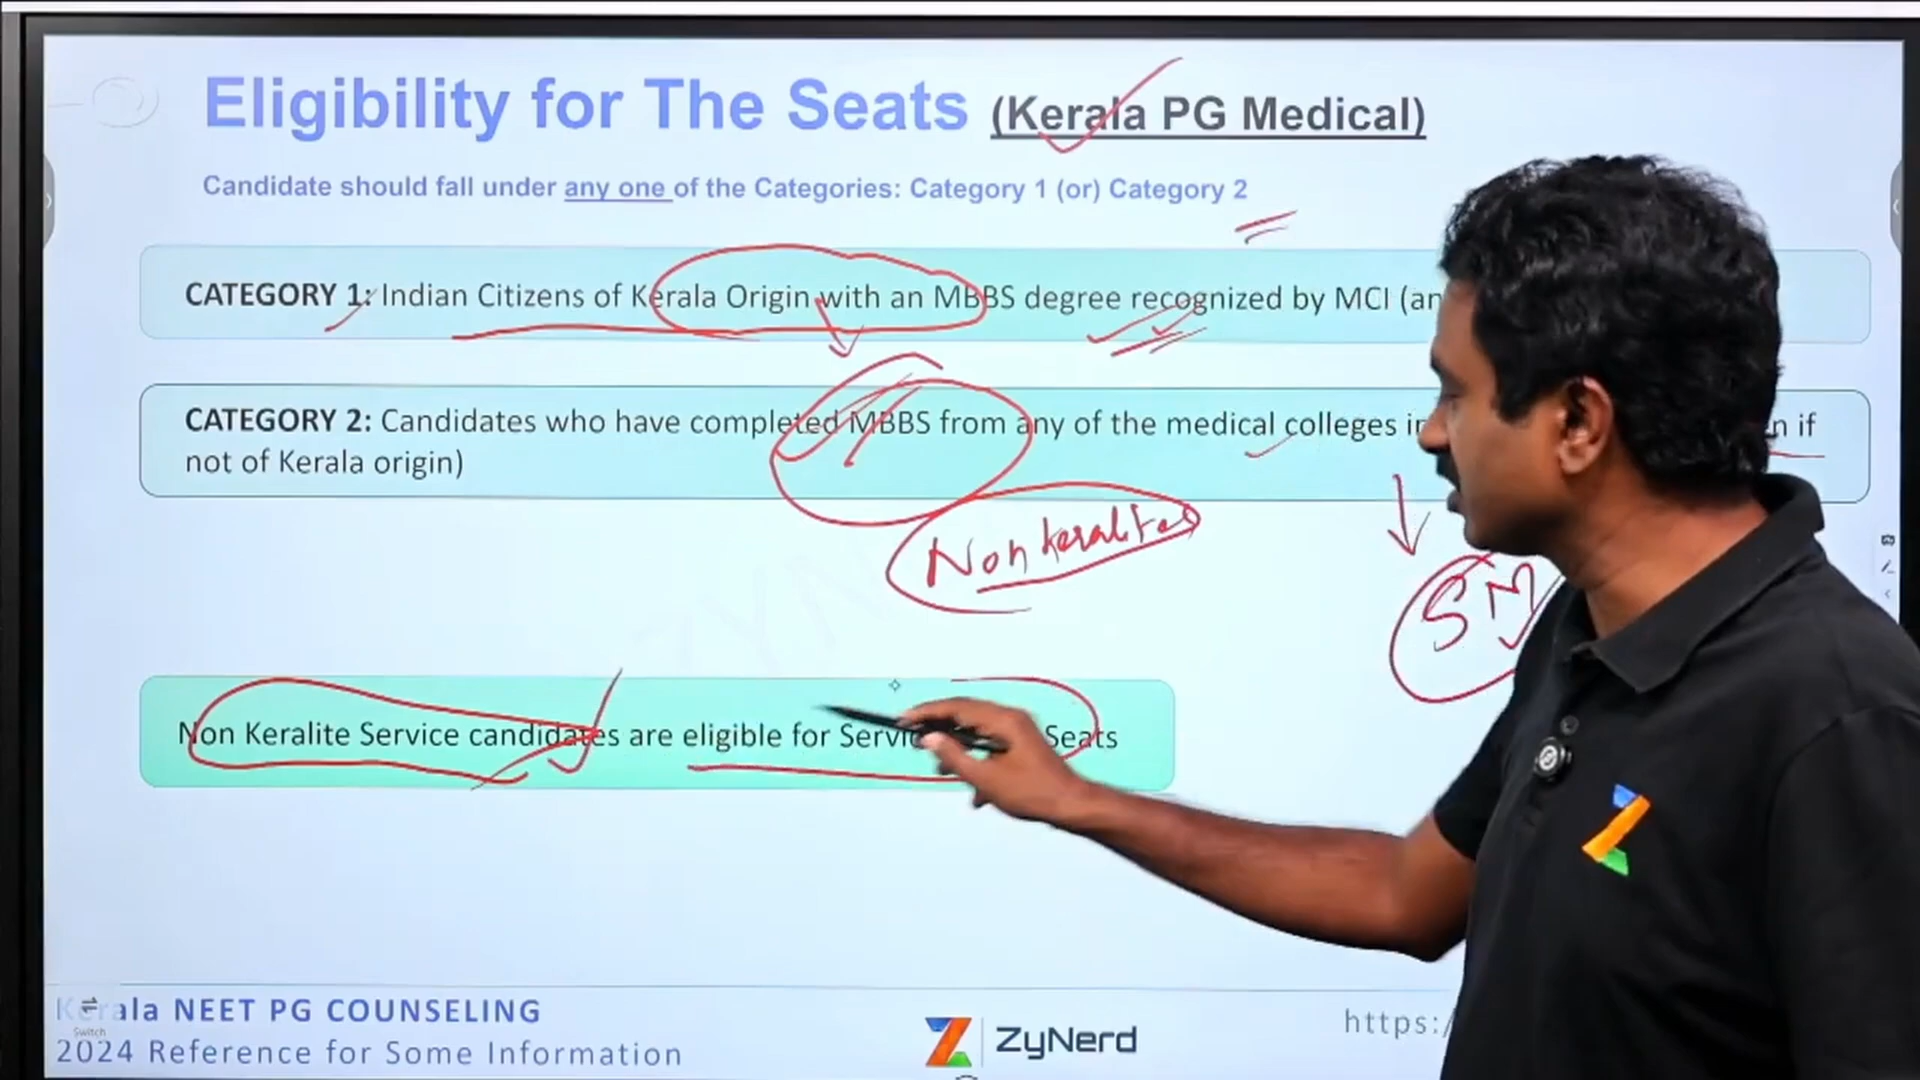 Eligibility for The Seats (Kerala PG Medical)
Candidate should fall under any one of the Categories: Category 1 (or) Category 2
CATEGORY 1: Indian Citizens of Kerala Origin with an MBBS degree recognized by MCI (an
CATEGORY 2: Candidates who have completed MBBS from any of the medical colleges in if
not of Kerala origin)
Non keralites
SM
Non Keralite Service candidates are eligible for Seats
Kerala NEET PG COUNSELING
Switch
2024 Reference for Some Information
ZyNerd
https:/